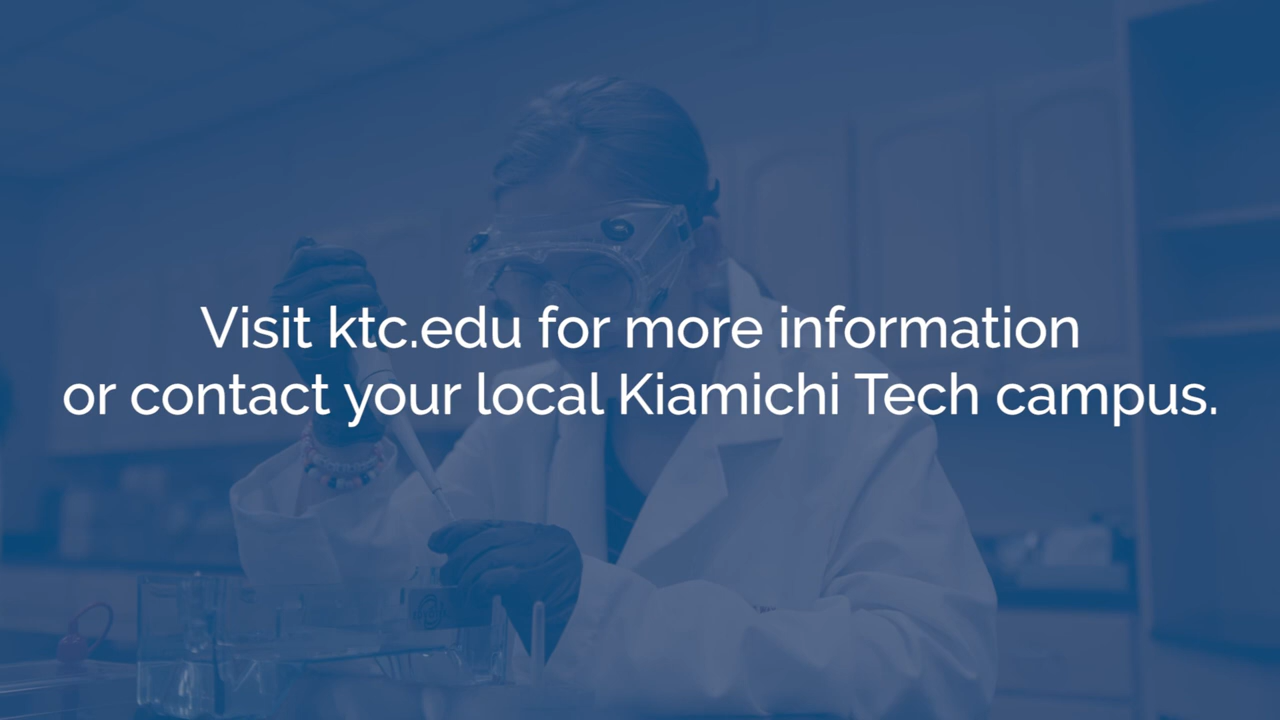 Visit ktc.edu for more information
or contact your local Kiamichi Tech campus.